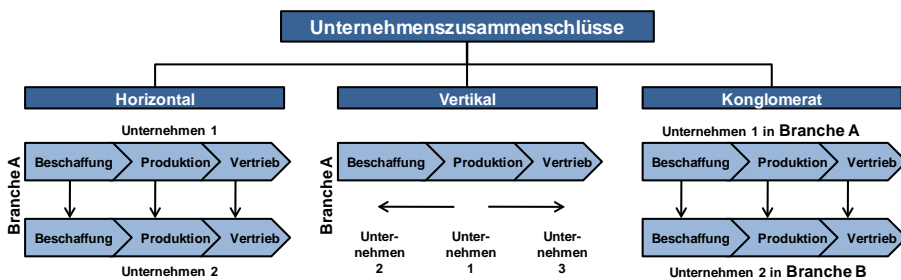 Unternehmenszusammenschlüsse
Horizontal
Vertikal
Konglomerat
Unternehmen 1
Unternehmen 1 in Branche A
Branche A
Beschaffung Produktion Vertrieb
Branche A
Beschaffung Produktion Vertrieb
Beschaffung Produktion Vertrieb
Beschaffung Produktion Vertrieb
Unternehmen 2
Unter-
nehmen
2
Unter-
nehmen
1
Unter-
nehmen
3
Beschaffung Produktion Vertrieb
Unternehmen 2 in Branche B